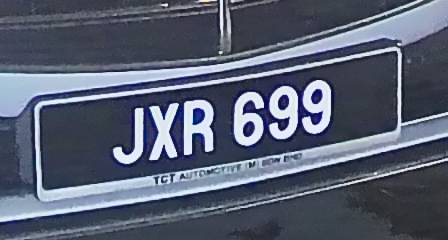 JXR 699
TCT AUTOMOTIVE (M) SDN BHD